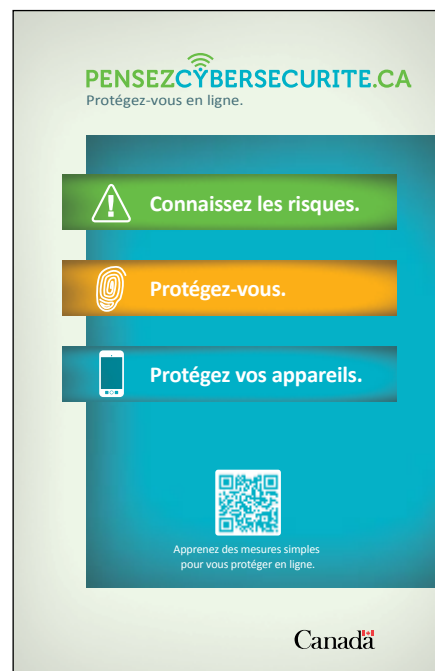 PENSEZCYBERSECURITE.CA
Protégez-vous en ligne.
Connaissez les risques.
Protégez-vous.
Protégez vos appareils.
Apprenez des mesures simples
pour vous protéger en ligne.
Canada